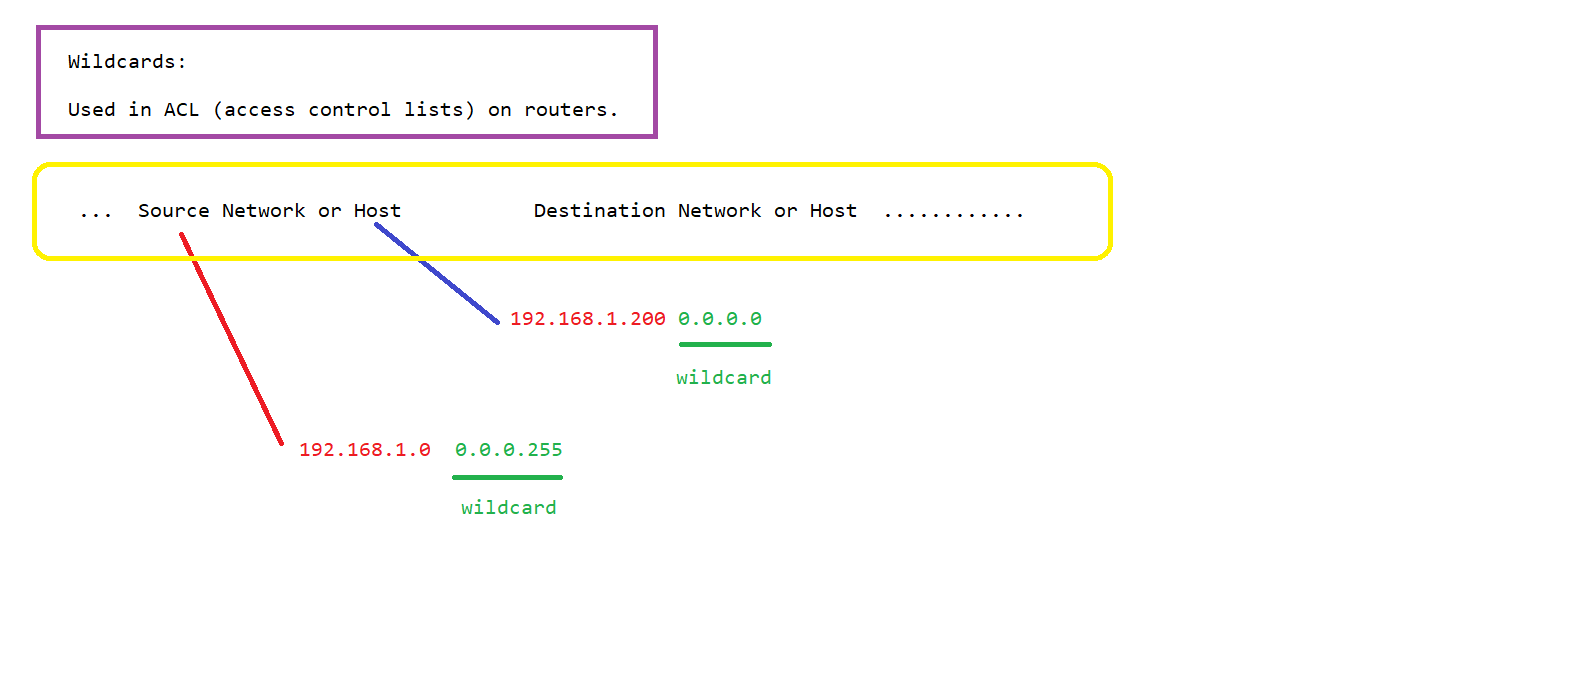 Wildcards:
Used in ACL (access control lists) on routers.
... Source Network or Host Destination Network or Host ............
192.168.1.200 0.0.0.0
wildcard
192.168.1.0 0.0.0.255
wildcard